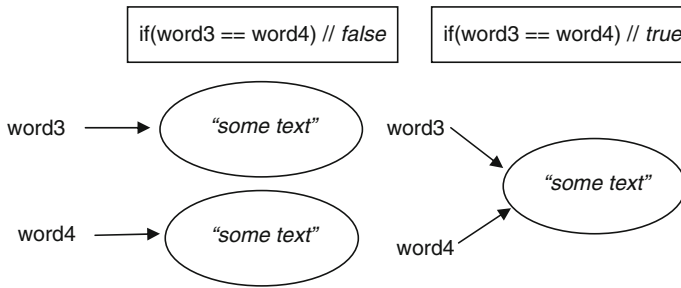 if(word3 == word4) // false
if(word3 == word4) // true
word3
"some text"
word4
"some text"
word3
"some text"
word4